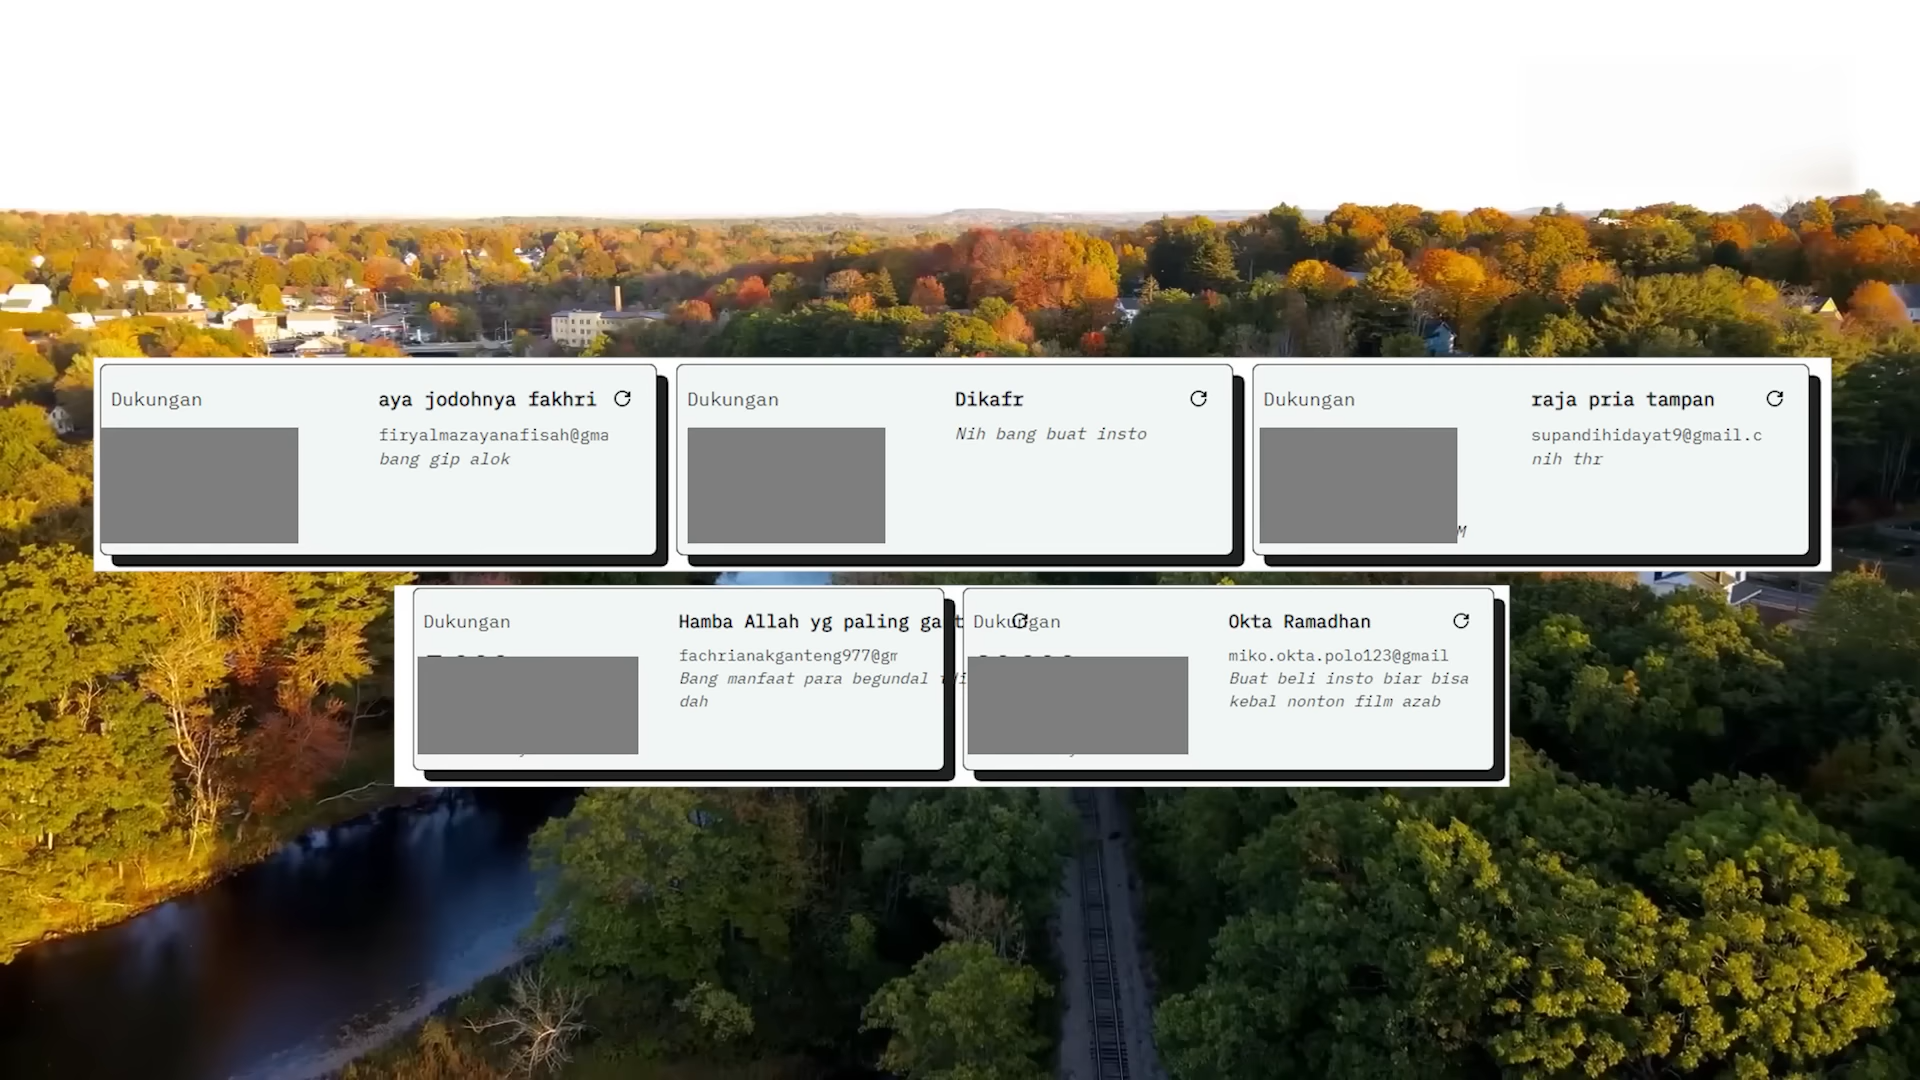 Dukungan
aya jodohnya fakhri
firyalmazayanafisah@gma
bang gip alok
Dukungan
Dikafr
Nih bang buat insto
Dukungan
raja pria tampan
supandihidayat9@gmail.c
nih thr
M
Dukungan
Hamba Allah yg paling
fachrianakganteng977@gm
Bang manfaat para begundal
dah
Dukungan
Okta Ramadhan
miko.okta.polo123@gmail
Buat beli insto biar bisa
kebal nonton film azab